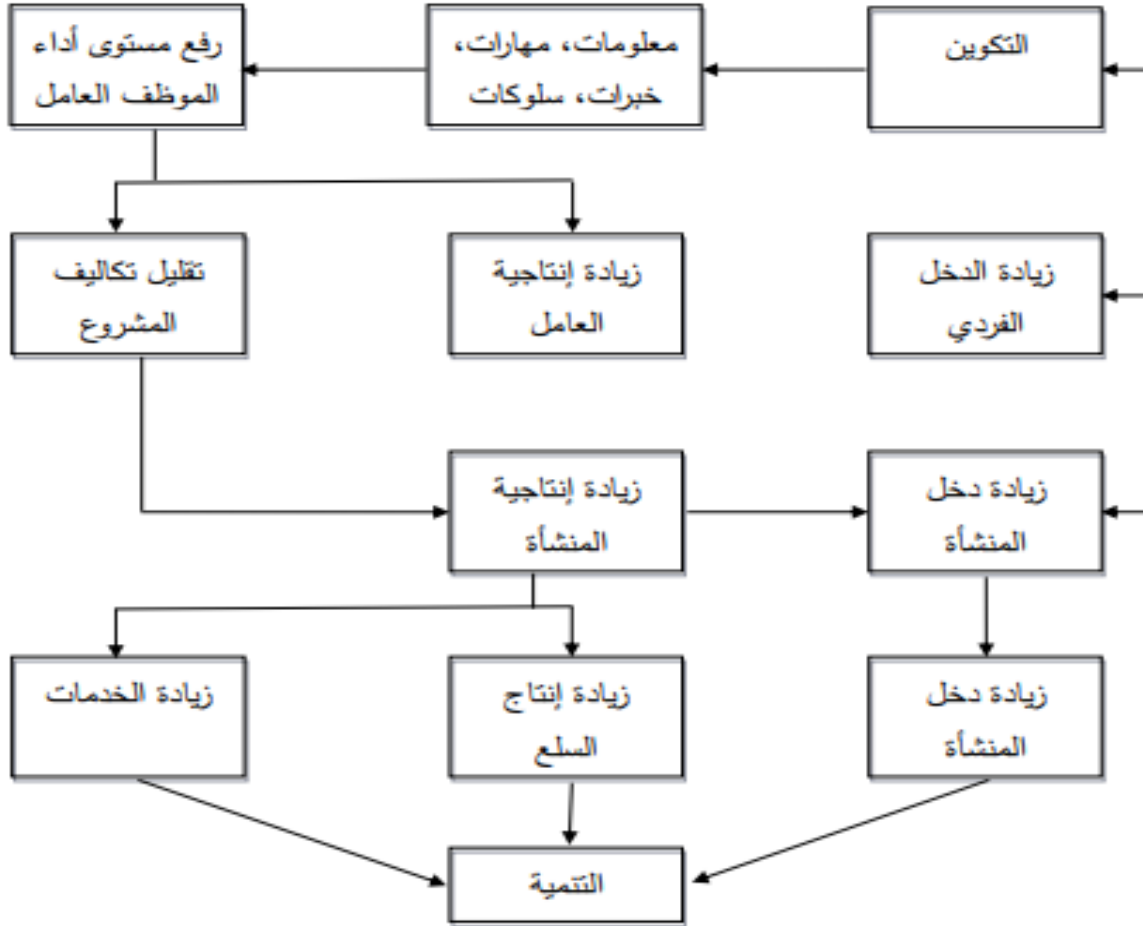 التكوين
معلومات، مهارات،
خبرات، سلوكات
رفع مستوى أداء
الموظف العامل
زيادة الدخل
الفردي
زيادة إنتاجية
العامل
تقليل تكاليف
المشروع
زيادة دخل
المنشأة
زيادة إنتاجية
المنشأة
زيادة دخل
المنشأة
زيادة إنتاج
السلع
زيادة الخدمات
التنمية